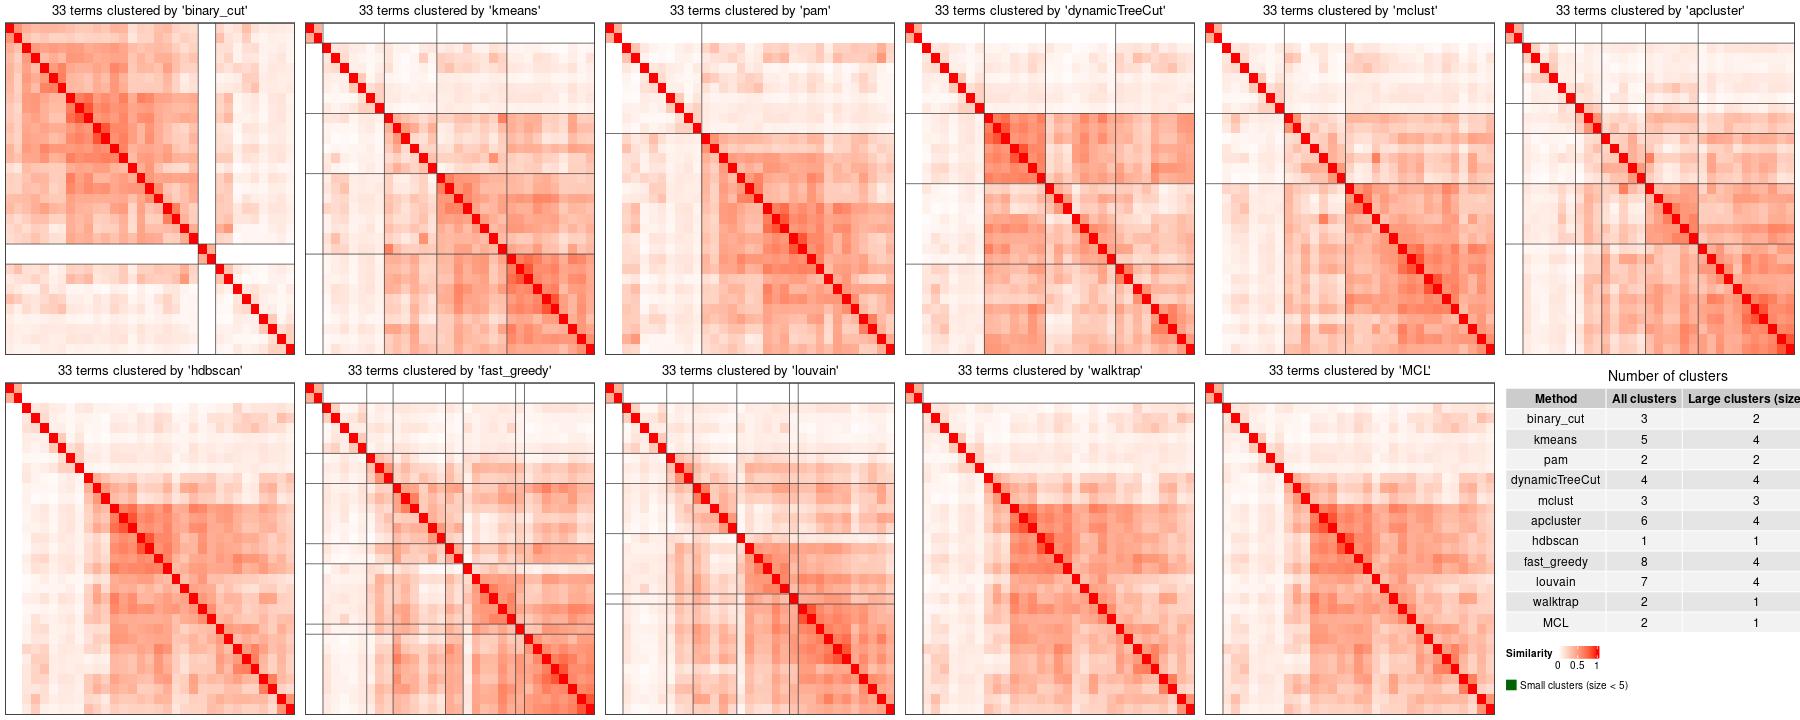 33 terms clustered by 'binary_cut'
33 terms clustered by 'kmeans'
33 terms clustered by 'pam'
33 terms clustered by 'dynamicTreeCut'
33 terms clustered by 'mclust'
33 terms clustered by 'apcluster'
33 terms clustered by 'hdbscan'
33 terms clustered by 'fast_greedy'
33 terms clustered by 'louvain'
33 terms clustered by 'walktrap'
33 terms clustered by 'MCL'
Number of clusters
Method All clusters Large clusters (size
binary_cut 3 2
kmeans 5 4
pam 2 2
dynamicTreeCut 4 4
mclust 3 3
apcluster 6 4
hdbscan 1 1
fast_greedy 8 4
louvain 7 4
walktrap 2 1
MCL 2 1
Similarity
0 0.5 1
Small clusters (size < 5)